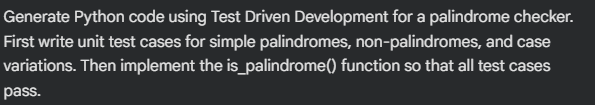 Generate Python code using Test Driven Development for a palindrome checker.
First write unit test cases for simple palindromes, non-palindromes, and case
variations. Then implement the is_palindrome() function so that all test cases
pass.